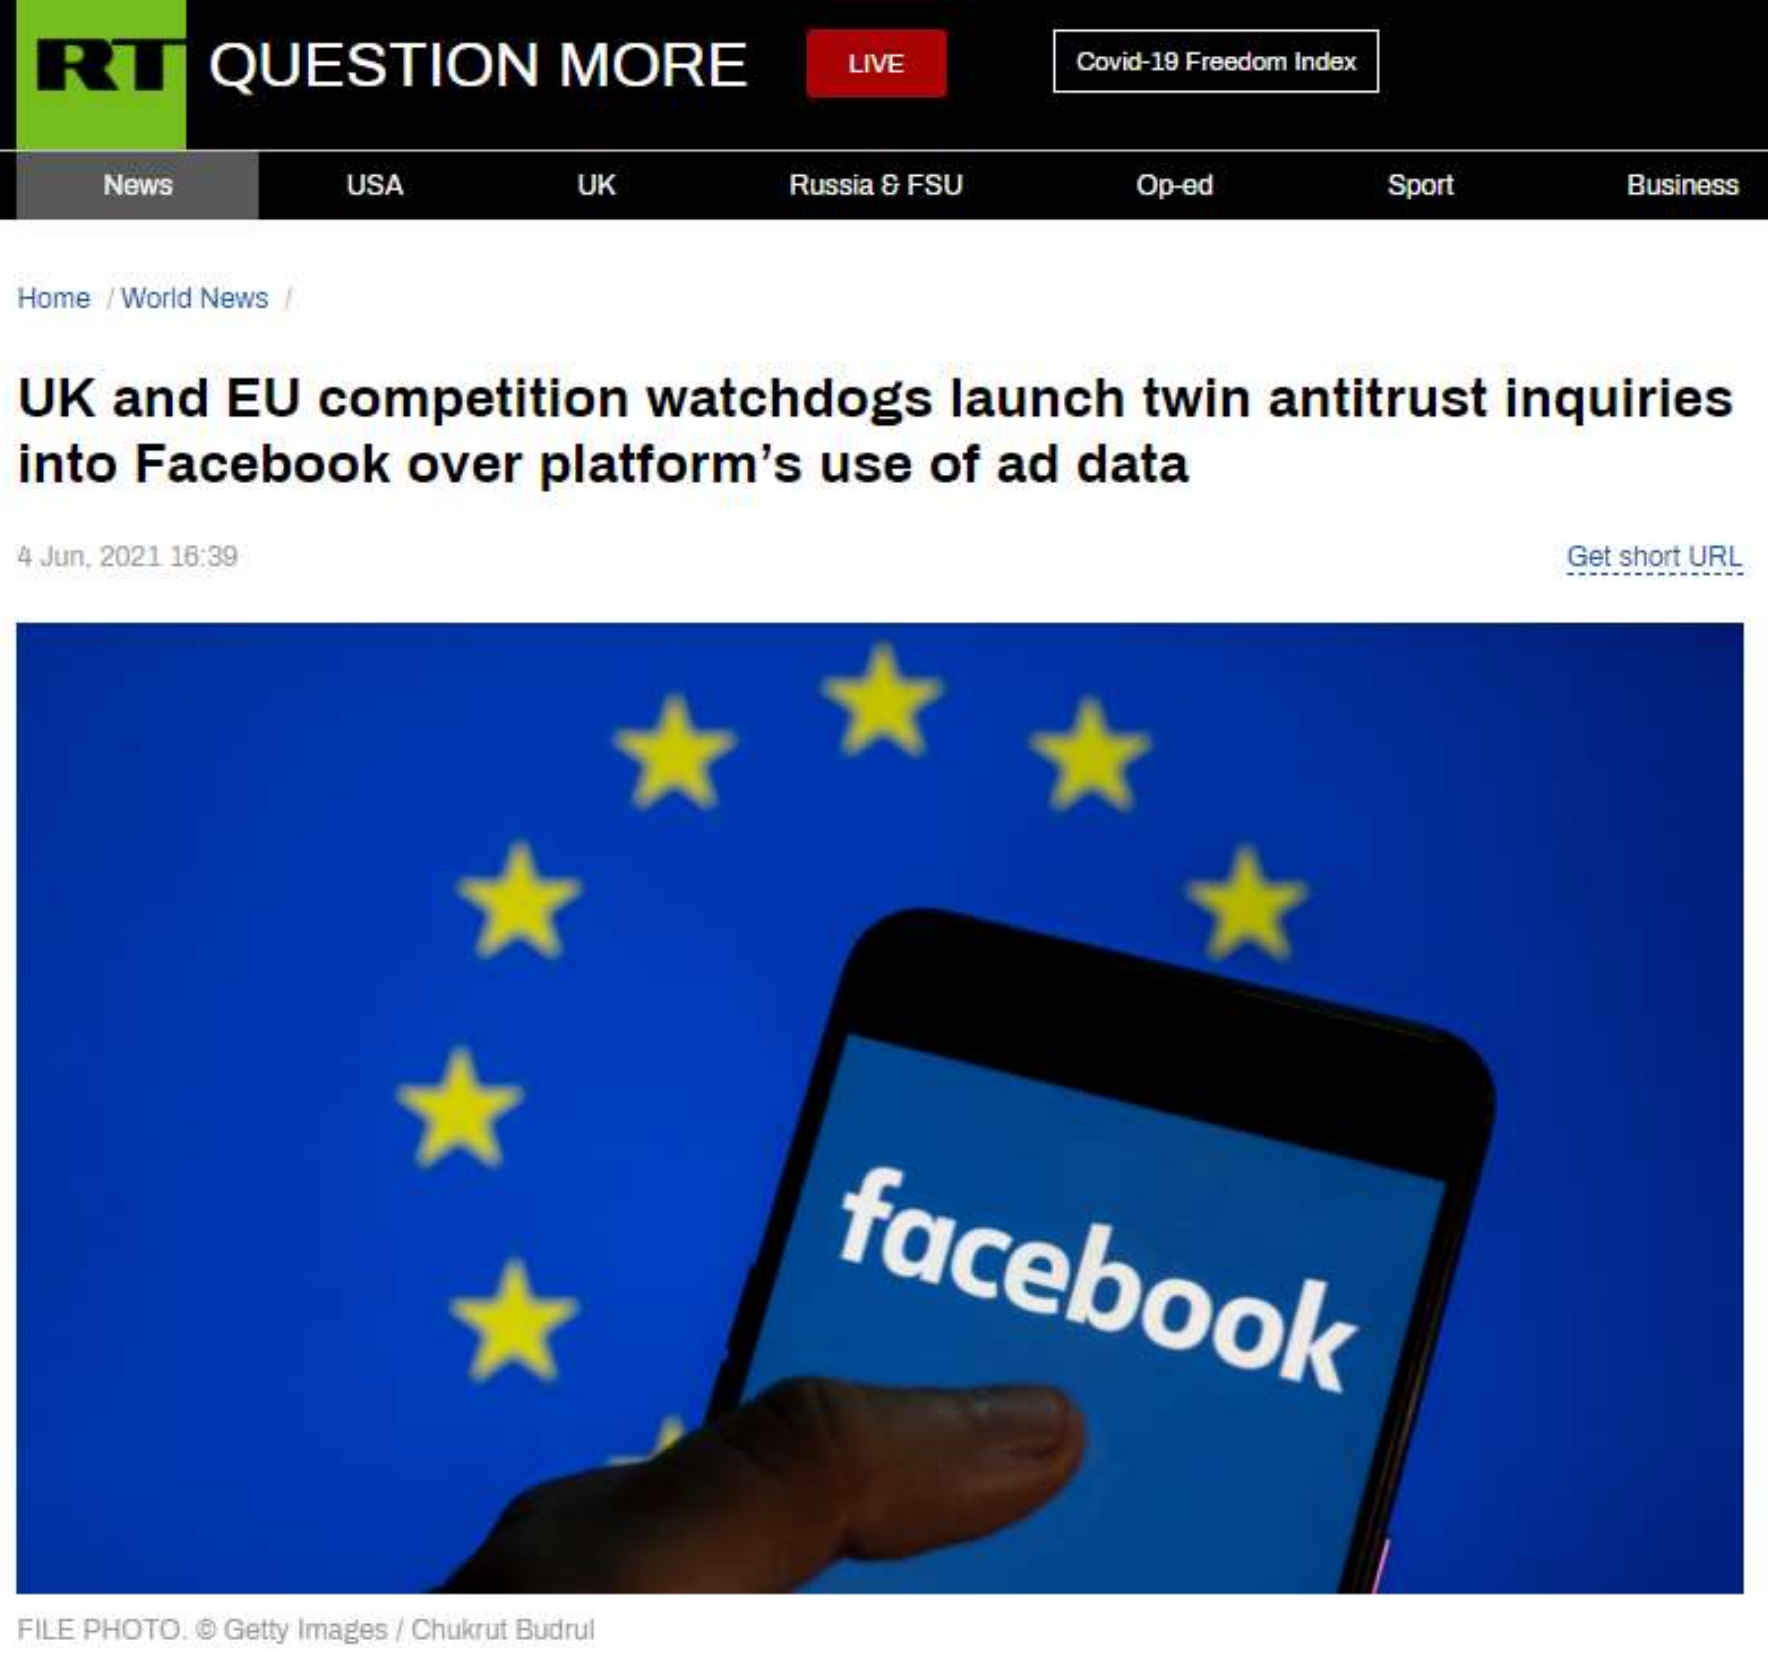 RT QUESTION MORE LIVE Covid-19 Freedom Index
News USA UK Russia & FSU Op-ed Sport Business
Home / World News /
UK and EU competition watchdogs launch twin antitrust inquiries
into Facebook over platform’s use of ad data
4 Jun, 2021 16:39 Get short URL
facebook
FILE PHOTO. © Getty Images / Chukrut Budrul